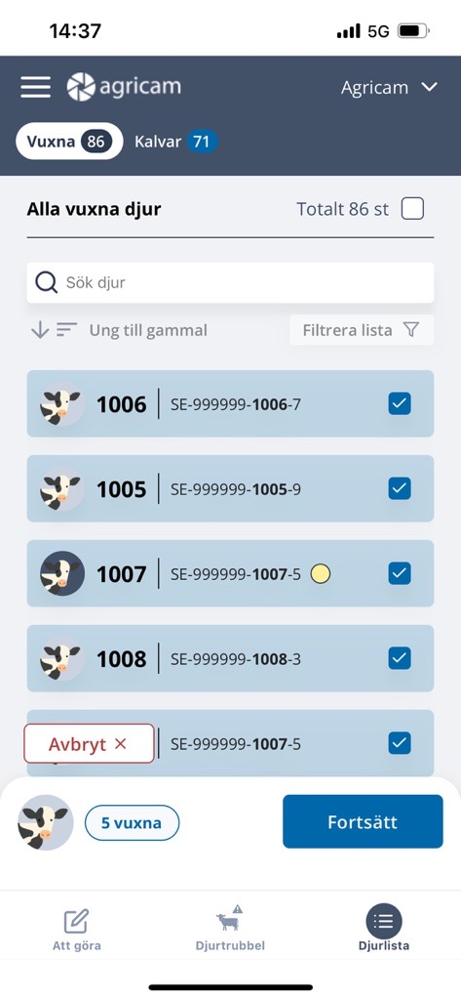 14:37 5G
agricam Agricam
Vuxna 86 Kalvar 71
Alla vuxna djur Totalt 86 st
Sök djur
Ung till gammal Filtrera lista
1006 SE-999999-1006-7
1005 SE-999999-1005-9
1007 SE-999999-1007-5
1008 SE-999999-1008-3
Avbryt × SE-999999-1007-5
5 vuxna Fortsätt
Att göra Djurtrubbel Djurlista